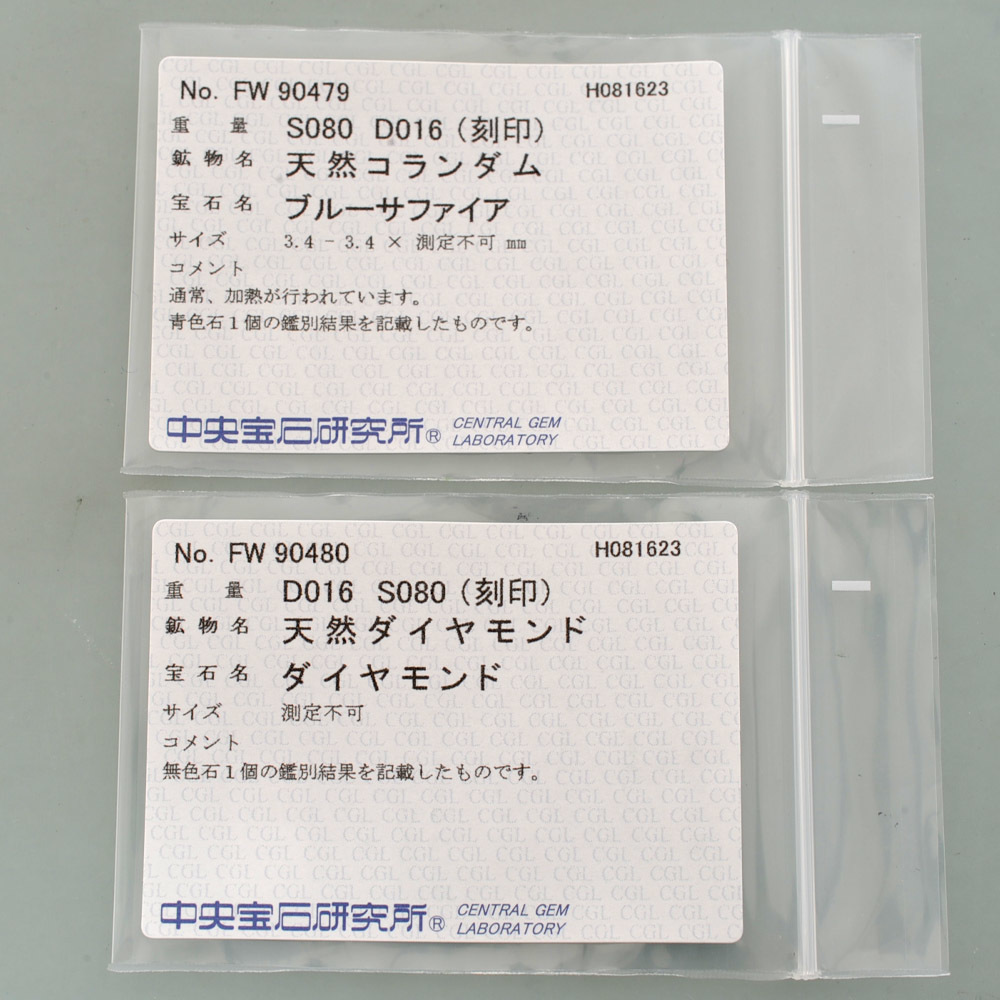 No. FW 90479 H081623
重 量 S080 D016 (刻印)
鉱物名 天然コランダム
宝石名 ブルーサファイア
サイズ 3.4 - 3.4 × 測定不可 mm
コメント
通常、加熱が行われています。
青色石1個の鑑別結果を記載したものです。
中央宝石研究所® CENTRAL GEM
LABORATORY
No. FW 90480 H081623
重 量 D016 S080 (刻印)
鉱物名 天然ダイヤモンド
宝石名 ダイヤモンド
サイズ 測定不可
コメント
無色石1個の鑑別結果を記載したものです。
中央宝石研究所® CENTRAL GEM
LABORATORY